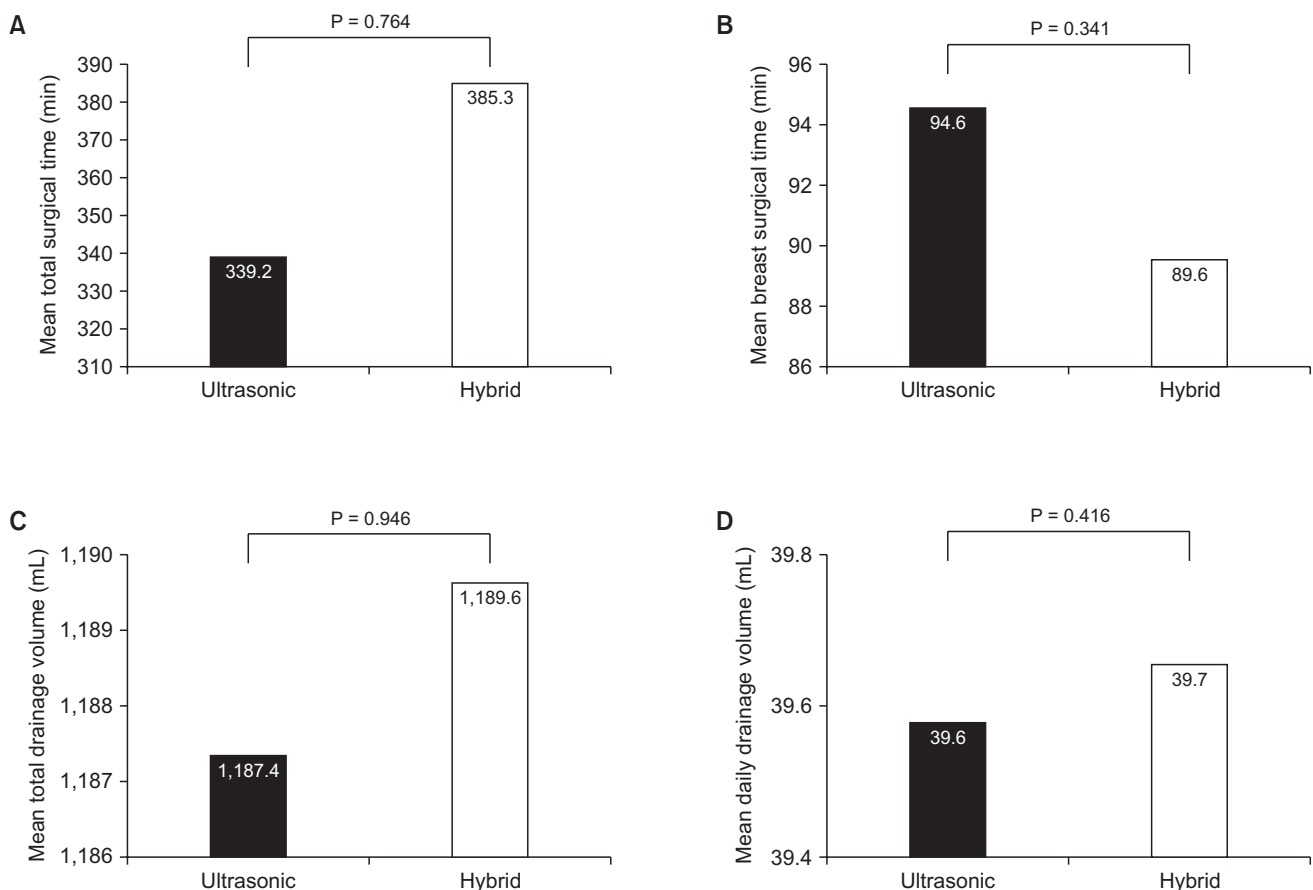 A
P = 0.764
Mean total surgical time (min)
390
380
370
360
350
340
330
320
310
339.2
385.3
Ultrasonic
Hybrid
B
P = 0.341
Mean breast surgical time (min)
96
94
92
90
88
86
94.6
89.6
Ultrasonic
Hybrid
C
P = 0.946
Mean total drainage volume (mL)
1,190
1,189
1,188
1,187
1,186
1,187.4
1,189.6
Ultrasonic
Hybrid
D
P = 0.416
Mean daily drainage volume (mL)
39.8
39.6
39.4
39.6
39.7
Ultrasonic
Hybrid